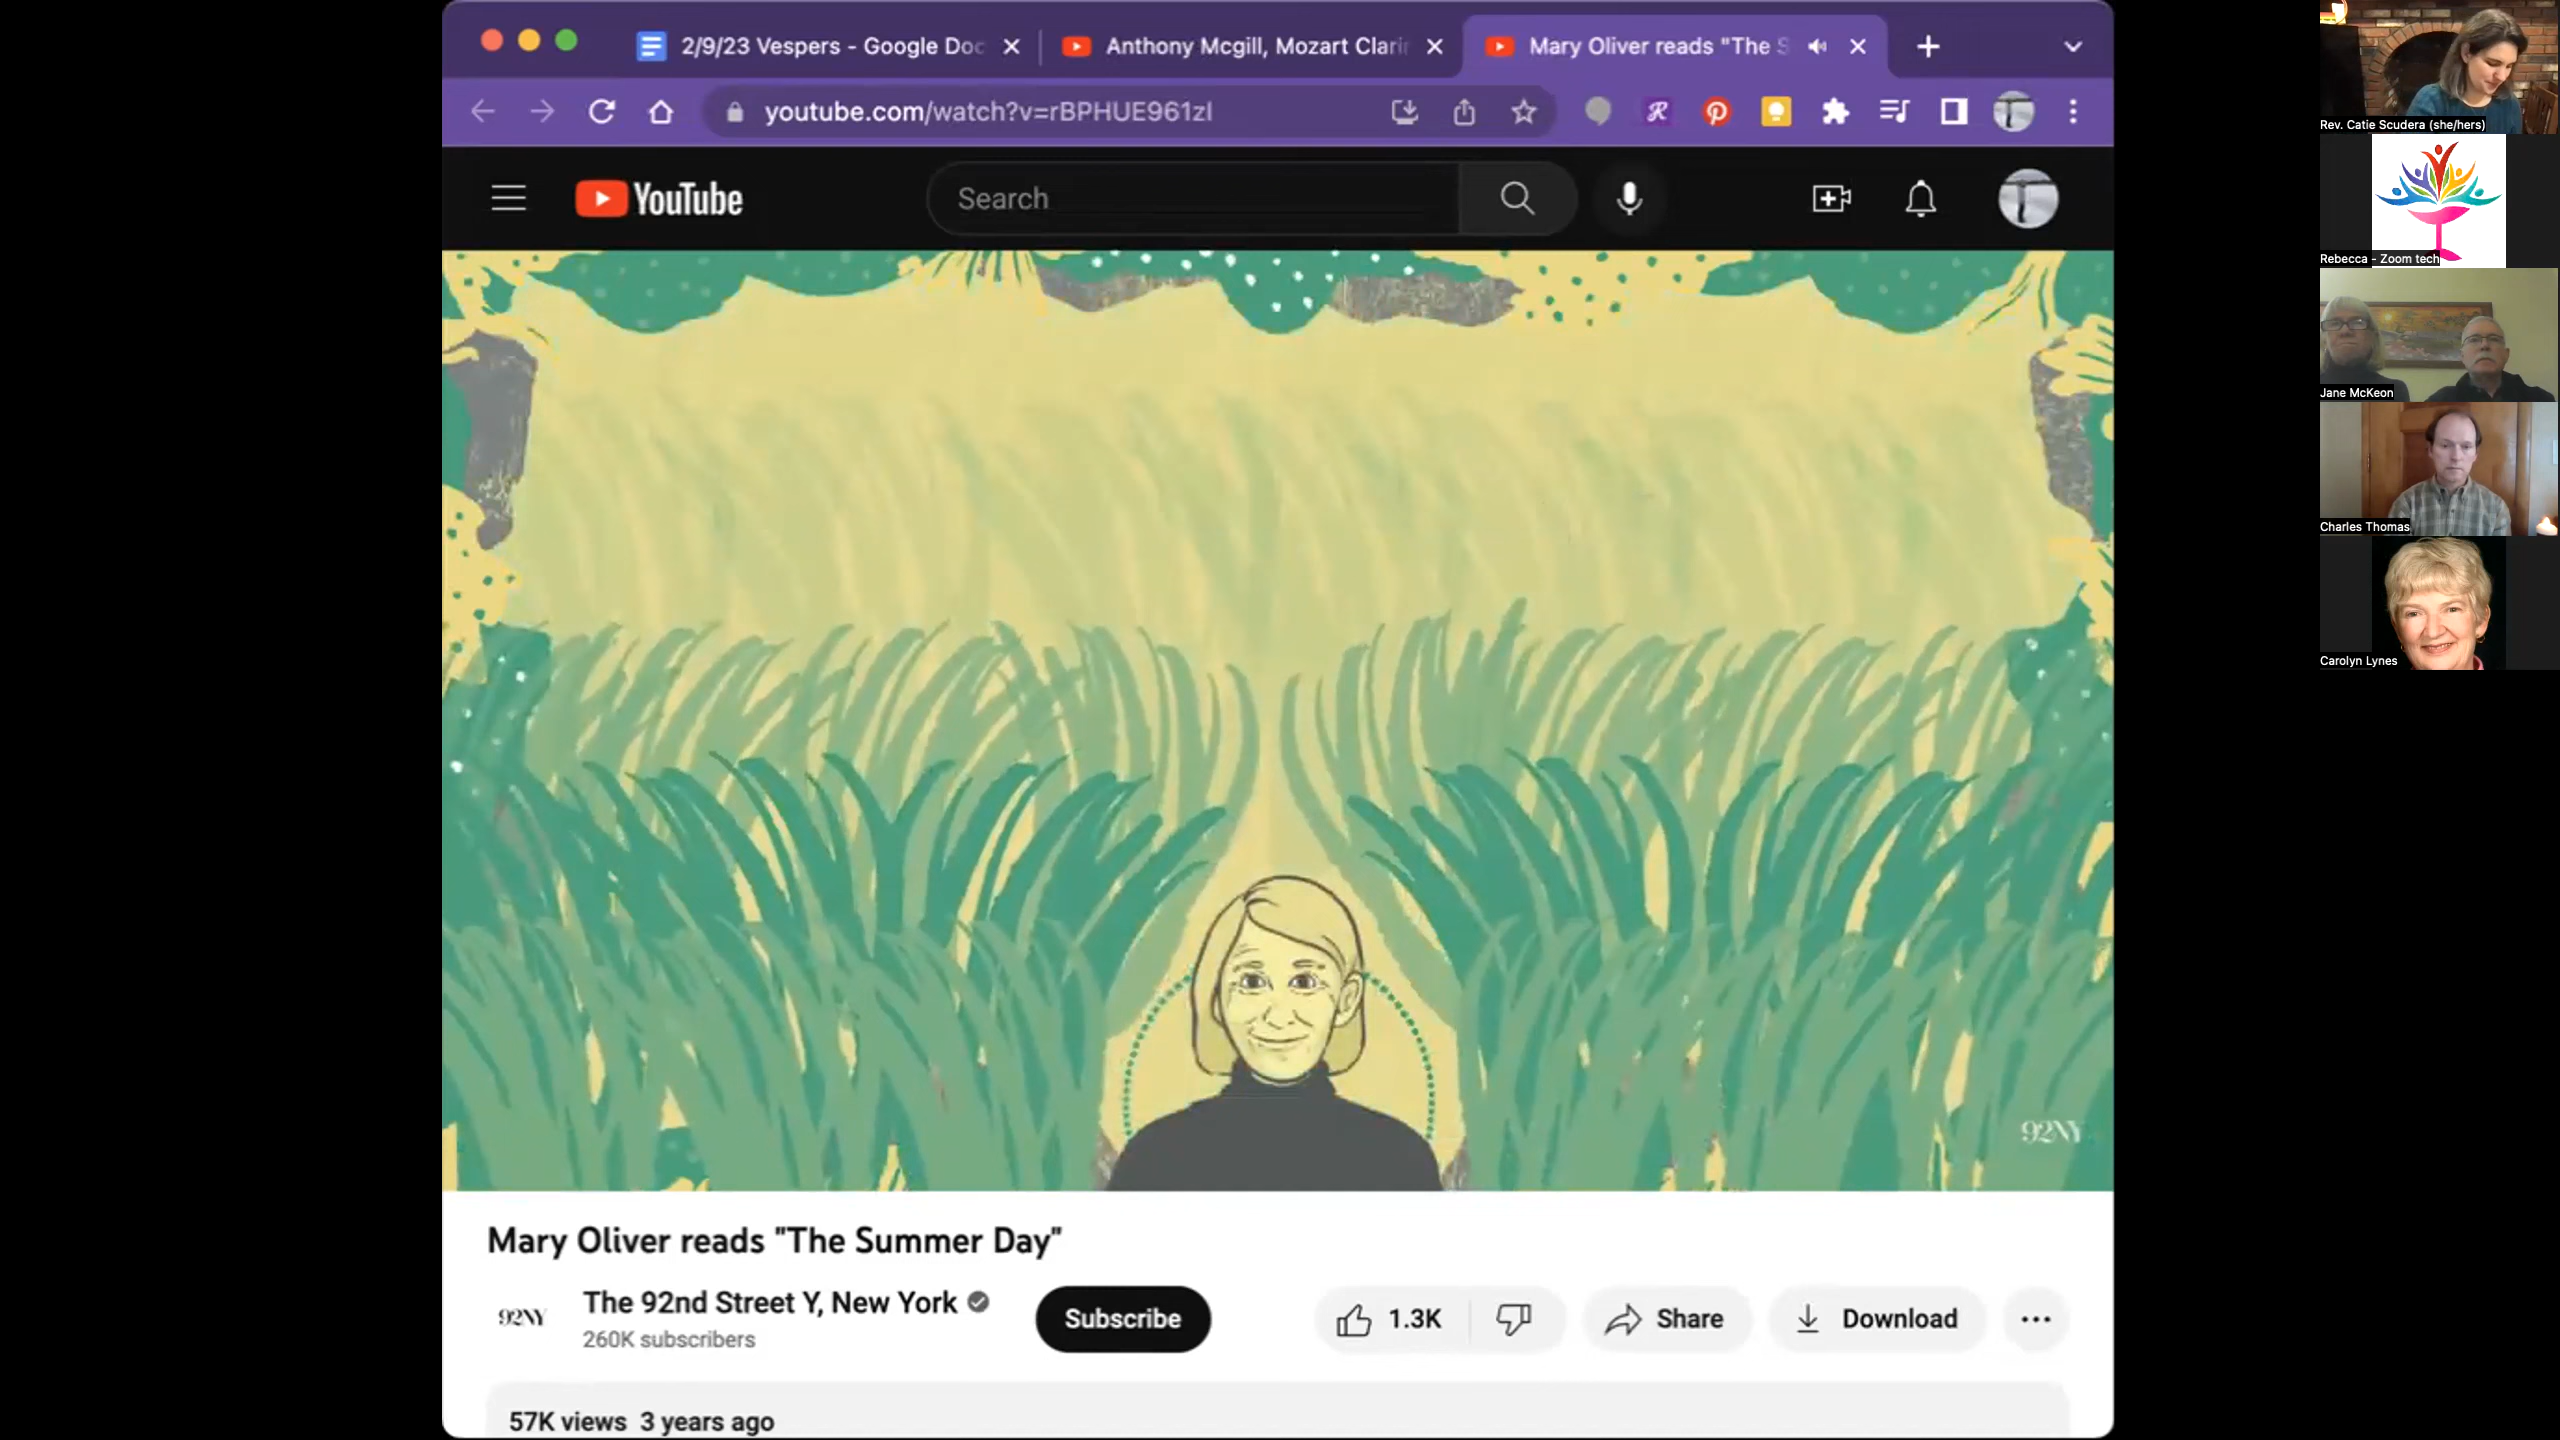 2/9/23 Vespers - Google Doc
Anthony Mcgill, Mozart Clari
Mary Oliver reads "The S
youtube.com/watch?v=rBPHUE961zI
YouTube
Search
92NY
Mary Oliver reads "The Summer Day"
92NY
The 92nd Street Y, New York
260K subscribers
Subscribe
1.3K
Share
Download
57K views 3 years ago
Rev. Catie Scudera (she/hers)
Rebecca - Zoom tech
Jane McKeon
Charles Thomas
Carolyn Lynes